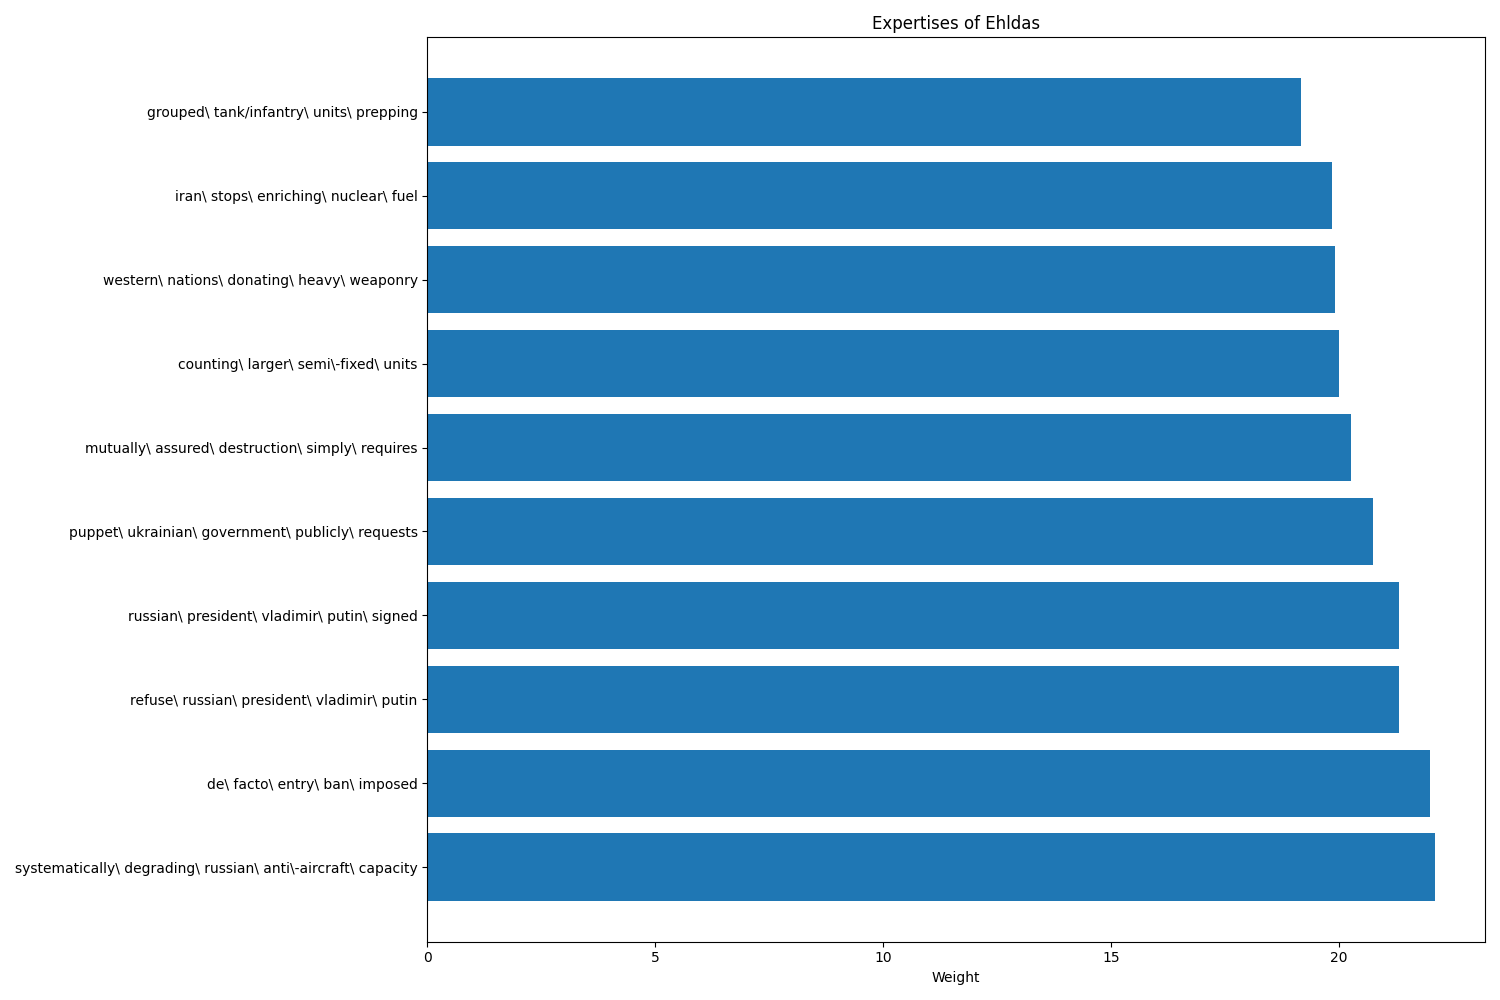 Expertises of Ehldas
grouped\ tank/infantry\ units\ prepping
iran\ stops\ enriching\ nuclear\ fuel
western\ nations\ donating\ heavy\ weaponry
counting\ larger\ semi\-fixed\ units
mutually\ assured\ destruction\ simply\ requires
puppet\ ukrainian\ government\ publicly\ requests
russian\ president\ vladimir\ putin\ signed
refuse\ russian\ president\ vladimir\ putin
de\ facto\ entry\ ban\ imposed
systematically\ degrading\ russian\ anti\-aircraft\ capacity
0 5 10 15 20
Weight